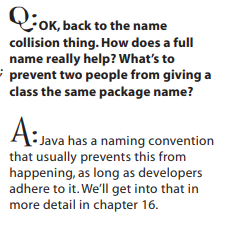 Q: OK, back to the name
collision thing. How does a full
name really help? What's to
prevent two people from giving a
class the same package name?
A: Java has a naming convention
that usually prevents this from
happening, as long as developers
adhere to it. We'll get into that in
more detail in chapter 16.